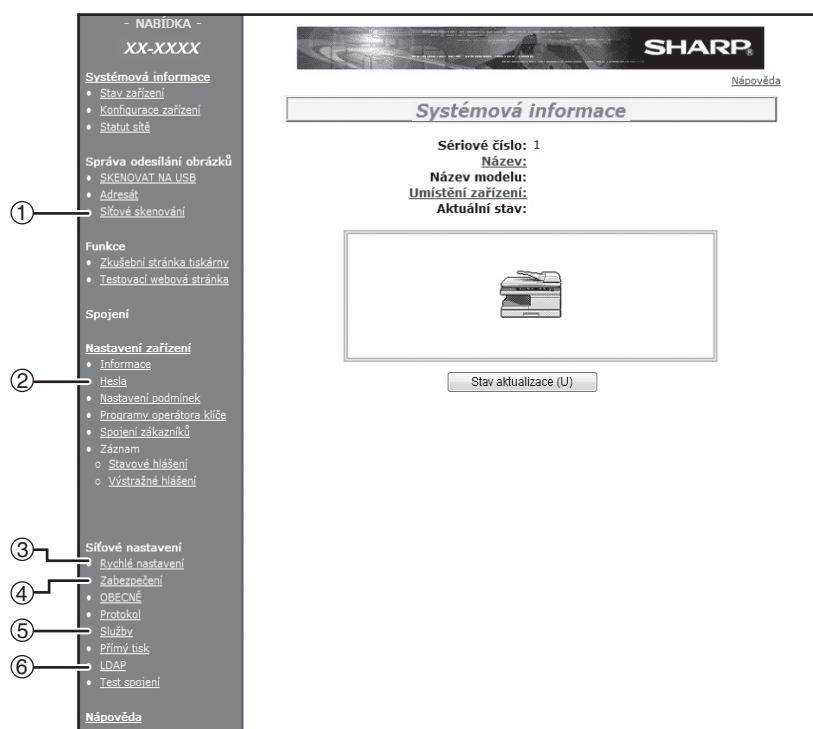 - NABÍDKA -
XX-XXXX
Systémová informace
• Stav zařízení
• Konfigurace zařízení
• Statut sítě
Správa odesílání obrázků
• SKENOVAT NA USB
• Adresát
① Síťové skenování
Funkce
• Zkušební stránka tiskárny
• Testovací webová stránka
Spojení
Nastavení zařízení
• Informace
② Hesla
• Nastavení podmínek
• Programy operátora klíče
• Spojení zákazníků
• Záznam
o Stavové hlášení
o Výstražné hlášení
Síťové nastavení
③ Rychlé nastavení
④ Zabezpečení
• OBECNĚ
• Protokol
⑤ Služby
• Přímý tisk
⑥ LDAP
• Test spojení
Nápověda
SHARP®
Nápověda
Systémová informace
Sériové číslo: 1
Název:
Název modelu:
Umístění zařízení:
Aktuální stav:
Stav aktualizace (U)